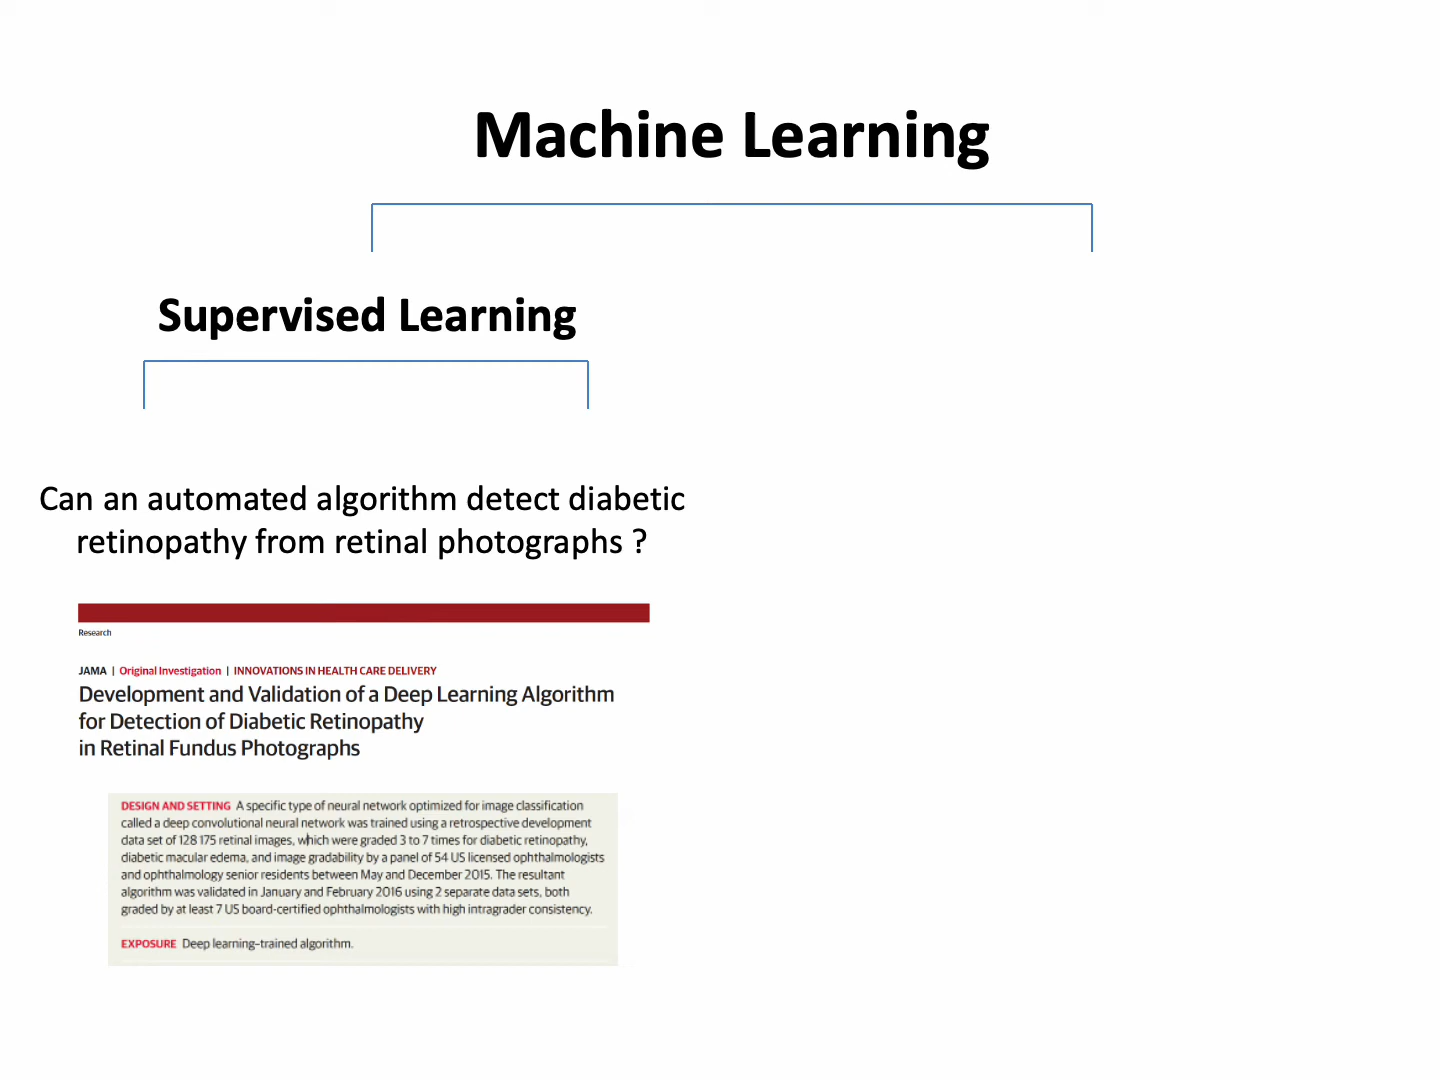 Machine Learning
Supervised Learning
Can an automated algorithm detect diabetic
retinopathy from retinal photographs ?
Research
JAMA | Original Investigation | INNOVATIONS IN HEALTH CARE DELIVERY
Development and Validation of a Deep Learning Algorithm
for Detection of Diabetic Retinopathy
in Retinal Fundus Photographs
DESIGN AND SETTING A specific type of neural network optimized for image classification
called a deep convolutional neural network was trained using a retrospective development
data set of 128 175 retinal images, which were graded 3 to 7 times for diabetic retinopathy,
diabetic macular edema, and image gradability by a panel of 54 US licensed ophthalmologists
and ophthalmology senior residents between May and December 2015. The resultant
algorithm was validated in January and February 2016 using 2 separate data sets, both
graded by at least 7 US board-certified ophthalmologists with high intragrader consistency.
EXPOSURE Deep learning–trained algorithm.